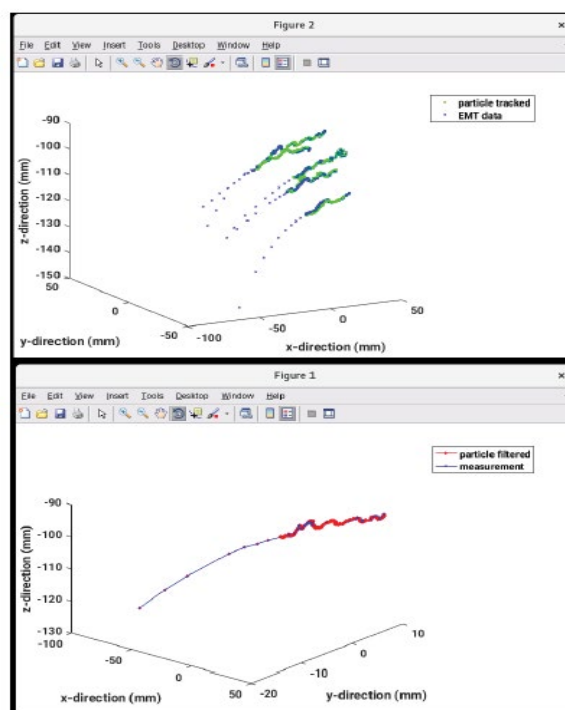 Figure 2
File Edit View Insert Tools Desktop Window Help
particle tracked
EMT data
-90
-100
-110
-120
-130
-140
-150
50
0
-50
-100
-50
0
50
z-direction (mm)
y-direction (mm)
x-direction (mm)
Figure 1
File Edit View Insert Tools Desktop Window Help
particle filtered
measurement
-90
-100
-110
-120
-130
-100
-50
0
50
-20
-10
0
10
z-direction (mm)
x-direction (mm)
y-direction (mm)